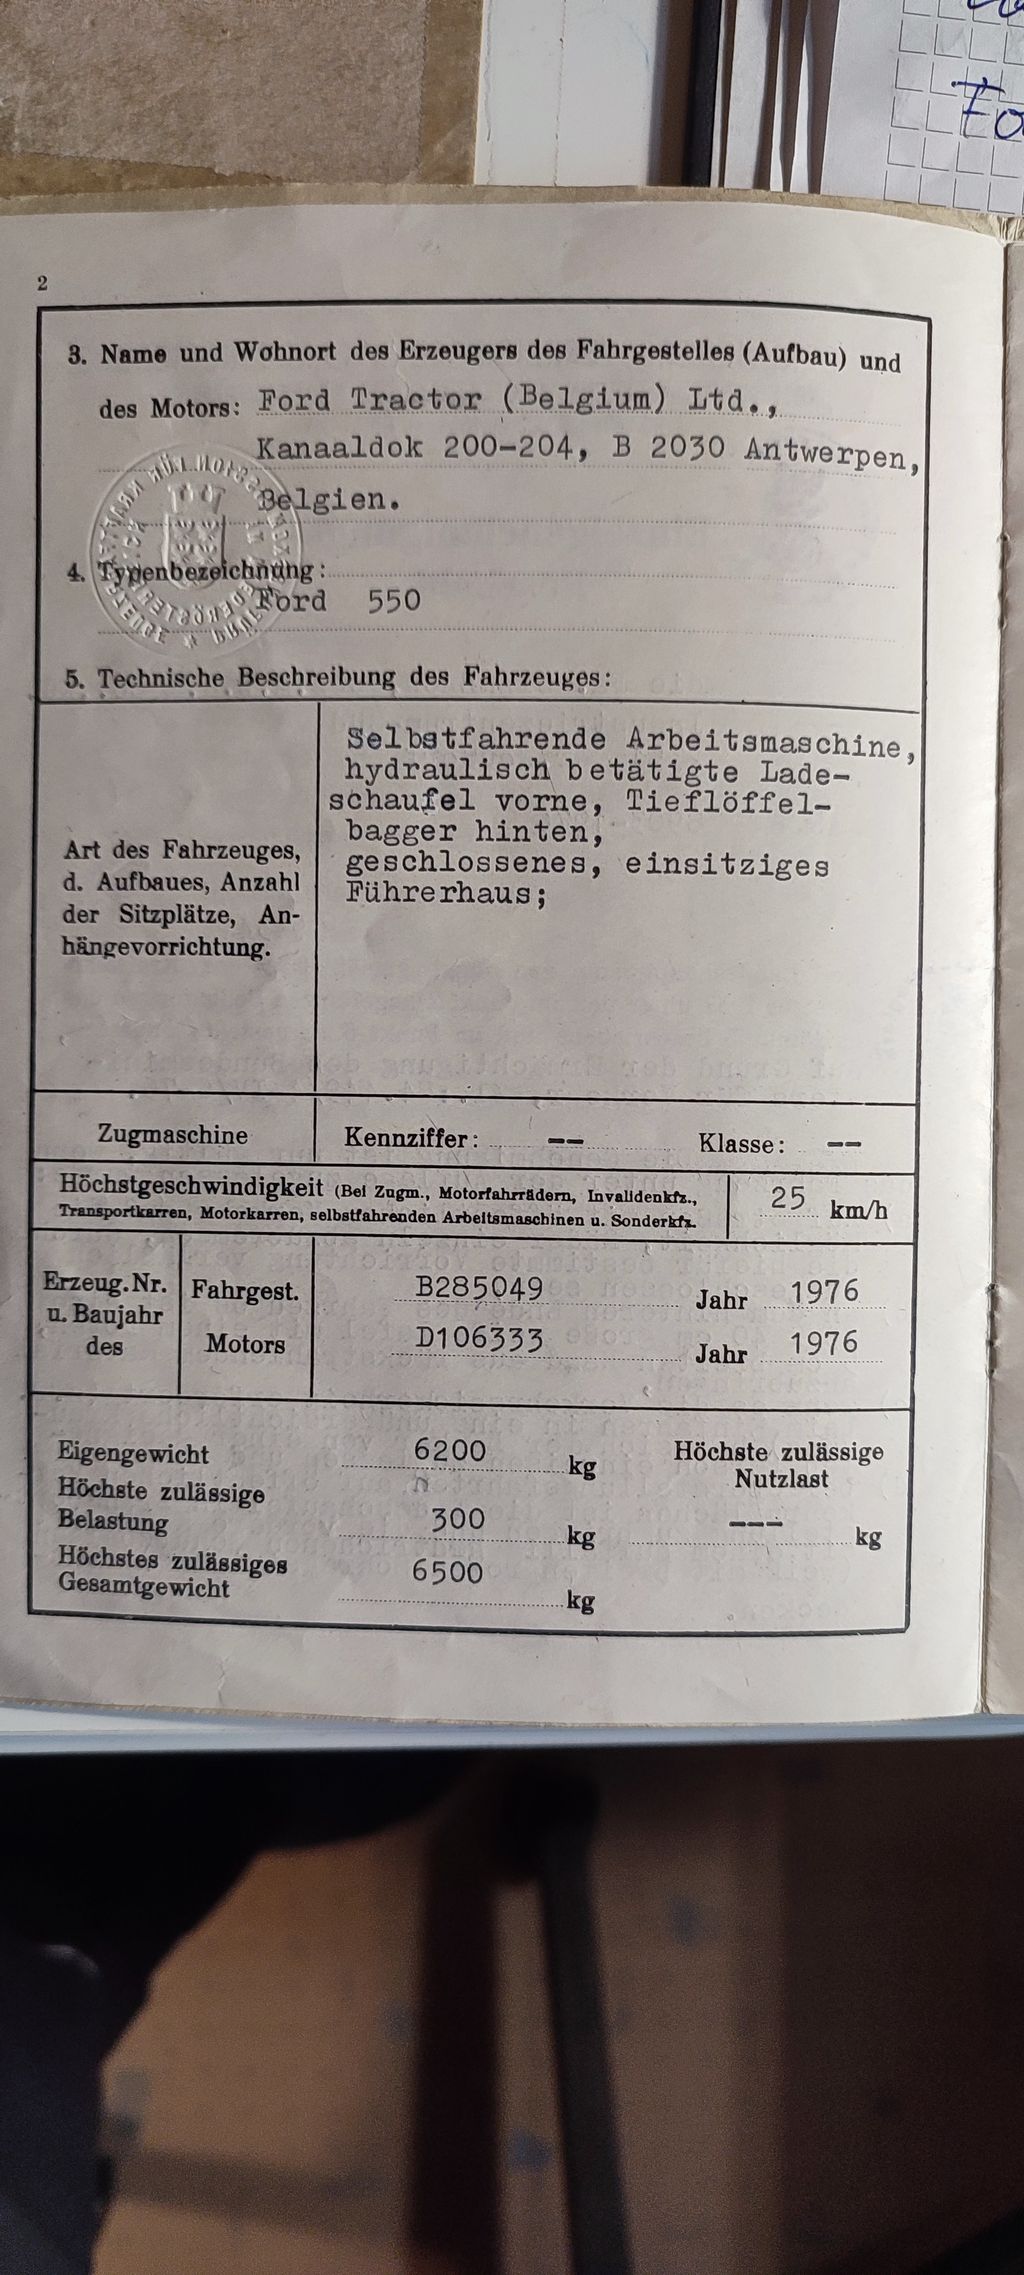 2
3. Name und Wohnort des Erzeugers des Fahrgestelles (Aufbau) und
des Motors: Ford Tractor (Belgium) Ltd.,
Kanaaldok 200-204, B 2030 Antwerpen,
Belgien.
4. Typenbezeichnung:
Ford 550
5. Technische Beschreibung des Fahrzeuges:
Art des Fahrzeuges,
d. Aufbaues, Anzahl
der Sitzplätze, An-
hängevorrichtung.
Selbstfahrende Arbeitsmaschine,
hydraulisch betätigte Lade-
schaufel vorne, Tieflöffel-
bagger hinten,
geschlossenes, einsitziges
Führerhaus;
Zugmaschine Kennziffer: -- Klasse: --
Höchstgeschwindigkeit (Bei Zugm., Motorfahrrädern, Invalidenkfz.,
Transportkarren, Motorkarren, selbstfahrenden Arbeitsmaschinen u. Sonderkfz.
25 km/h
Erzeug. Nr.
u. Baujahr
des
Fahrgest. B285049 Jahr 1976
Motors D106333 Jahr 1976
Eigengewicht 6200 kg
Höchste zulässige
Belastung 300 kg
Höchstes zulässiges
Gesamtgewicht 6500 kg
Höchste zulässige
Nutzlast
--- kg